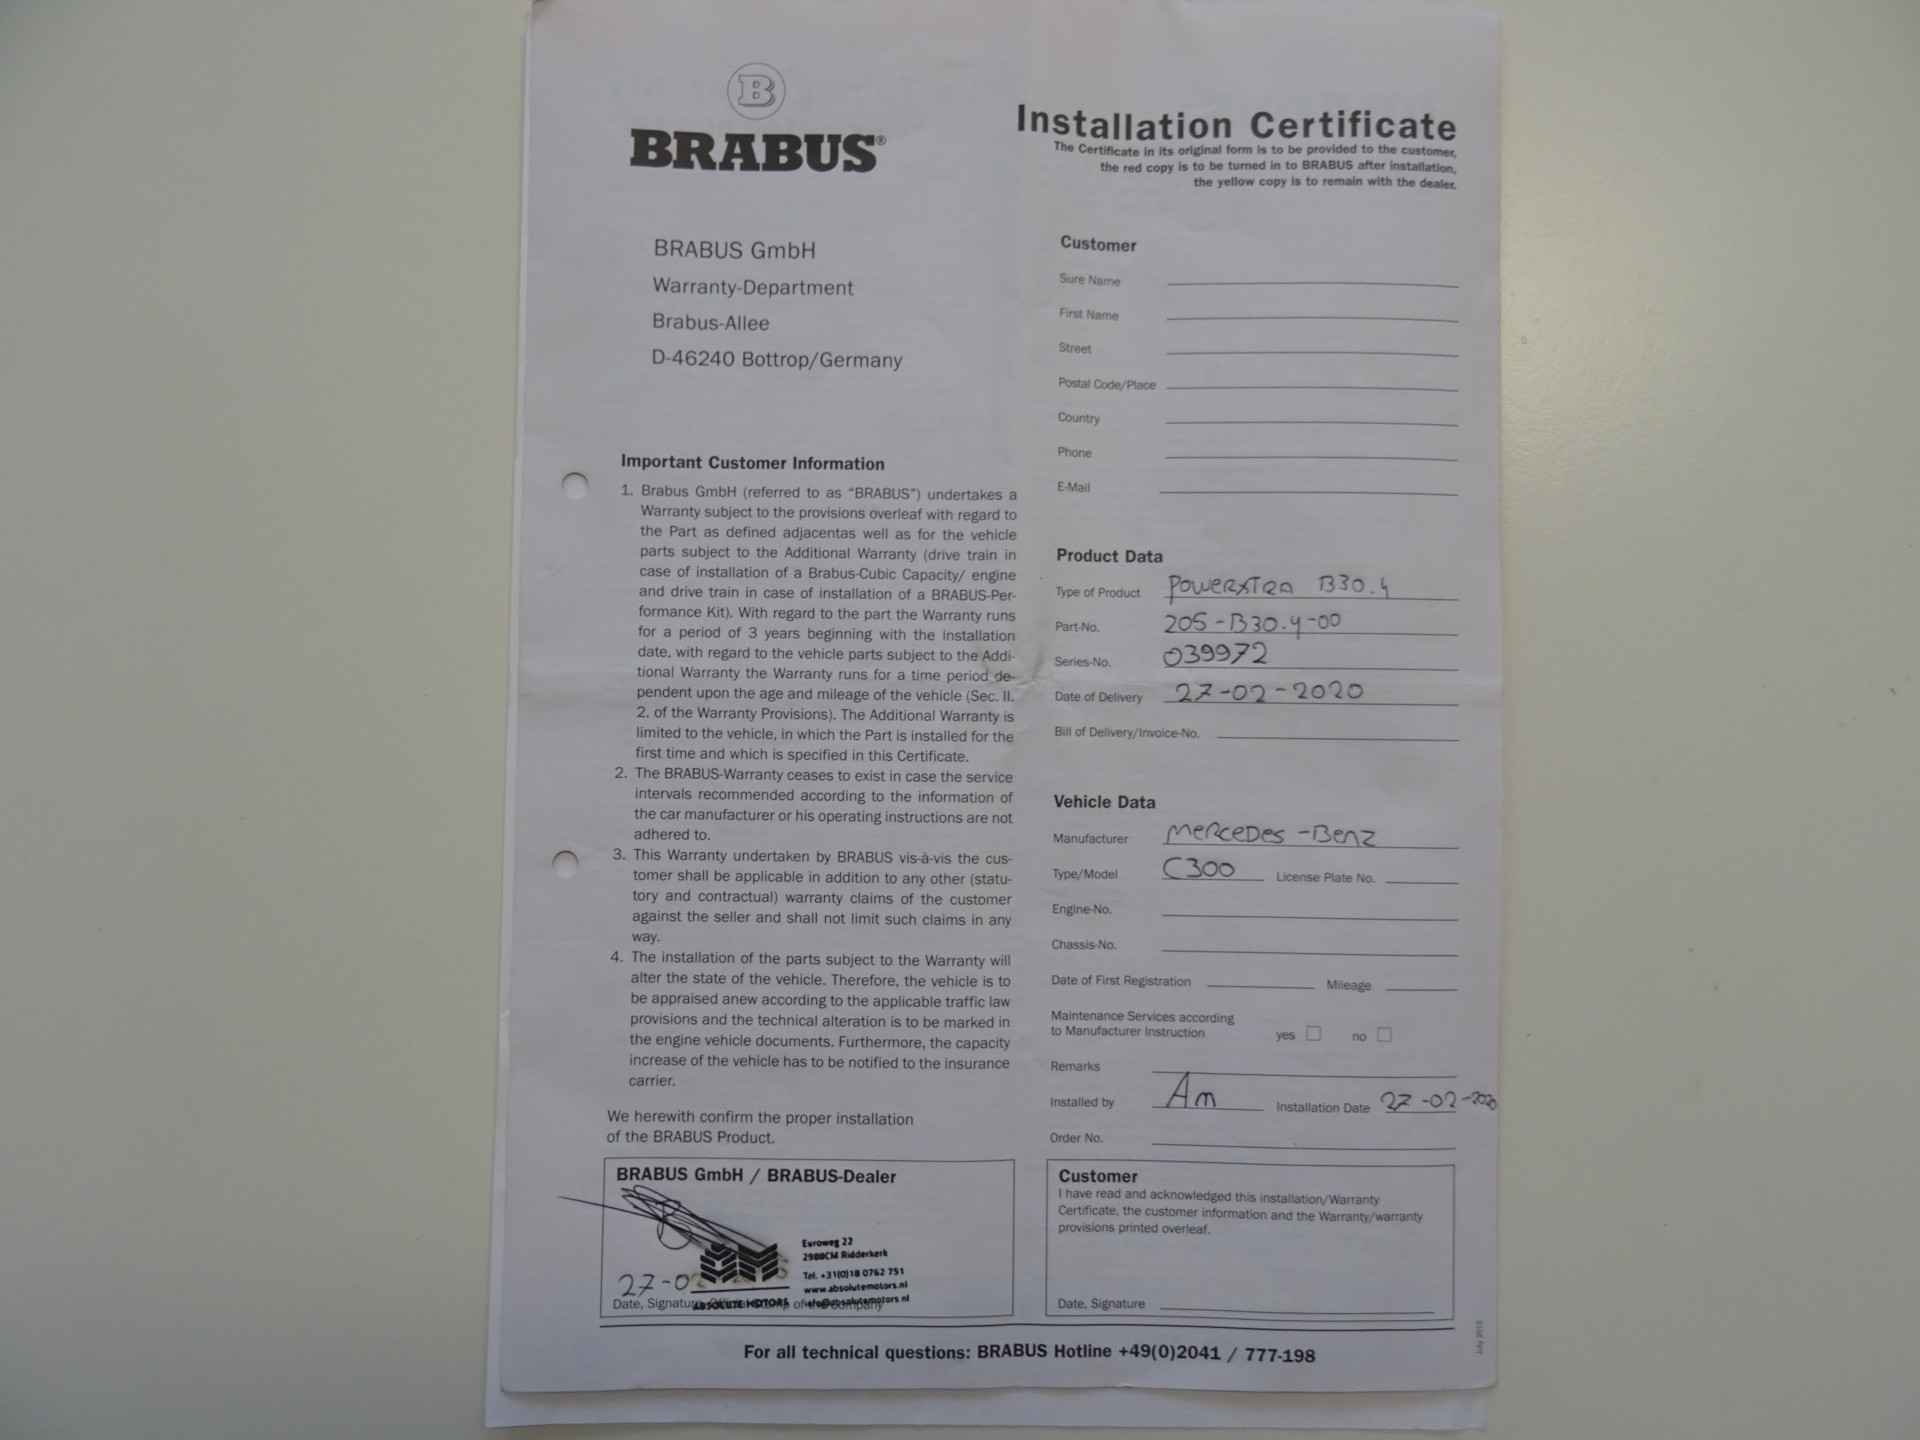 B
BRABUS®
Installation Certificate
The Certificate in its original form is to be provided to the customer,
the red copy is to be turned in to BRABUS after installation,
the yellow copy is to remain with the dealer.
BRABUS GmbH
Warranty-Department
Brabus-Allee
D-46240 Bottrop/Germany
Important Customer Information
1. Brabus GmbH (referred to as “BRABUS”) undertakes a
Warranty subject to the provisions overleaf with regard to
the Part as defined adjacentas well as for the vehicle
parts subject to the Additional Warranty (drive train in
case of installation of a Brabus-Cubic Capacity/ engine
and drive train in case of installation of a BRABUS-Per-
formance Kit). With regard to the part the Warranty runs
for a period of 3 years beginning with the installation
date, with regard to the vehicle parts subject to the Addi-
tional Warranty the Warranty runs for a time period de-
pendent upon the age and mileage of the vehicle (Sec. II.
2. of the Warranty Provisions). The Additional Warranty is
limited to the vehicle, in which the Part is installed for the
first time and which is specified in this Certificate.
2. The BRABUS-Warranty ceases to exist in case the service
intervals recommended according to the information of
the car manufacturer or his operating instructions are not
adhered to.
3. This Warranty undertaken by BRABUS vis-à-vis the cus-
tomer shall be applicable in addition to any other (statu-
tory and contractual) warranty claims of the customer
against the seller and shall not limit such claims in any
way.
4. The installation of the parts subject to the Warranty will
alter the state of the vehicle. Therefore, the vehicle is to
be appraised anew according to the applicable traffic law
provisions and the technical alteration is to be marked in
the engine vehicle documents. Furthermore, the capacity
increase of the vehicle has to be notified to the insurance
carrier.
We herewith confirm the proper installation
of the BRABUS Product.
BRABUS GmbH / BRABUS-Dealer
Euroweg 22
2988CM Ridderkerk
Tel. +31(0)18 0762 751
www.absolutemotors.nl
info@absolutemotors.nl
ABSOLUTE MOTORS
27-02
Date, Signature of company
Customer
Sure Name
First Name
Street
Postal Code/Place
Country
Phone
E-Mail
Product Data
Type of Product POWERXTRA B30.4
Part-No. 205-B30.4-00
Series-No. 039972
Date of Delivery 27-02-2020
Bill of Delivery/Invoice-No.
Vehicle Data
Manufacturer Mercedes-Benz
Type/Model C300 License Plate No.
Engine-No.
Chassis-No.
Date of First Registration Mileage
Maintenance Services according
to Manufacturer Instruction yes no
Remarks
Installed by Am Installation Date 27-02-2020
Order No.
Customer
I have read and acknowledged this installation/Warranty
Certificate, the customer information and the Warranty/warranty
provisions printed overleaf.
Date, Signature
For all technical questions: BRABUS Hotline +49(0)2041 / 777-198